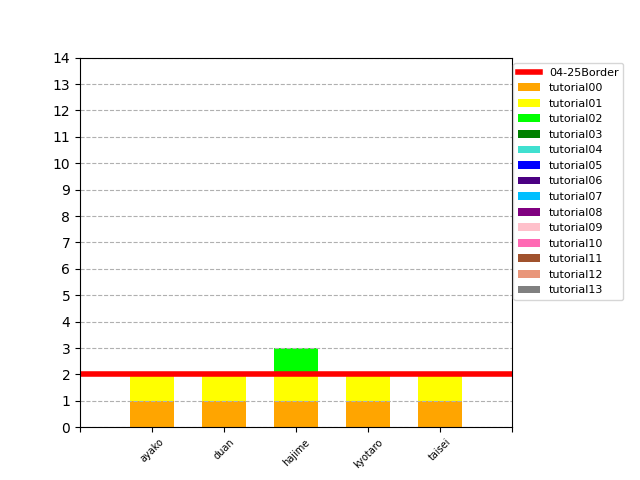 14
13
12
11
10
9
8
7
6
5
4
3
2
1
0
ayako
duan
hajime
kyotaro
taisei
04-25Border
tutorial00
tutorial01
tutorial02
tutorial03
tutorial04
tutorial05
tutorial06
tutorial07
tutorial08
tutorial09
tutorial10
tutorial11
tutorial12
tutorial13